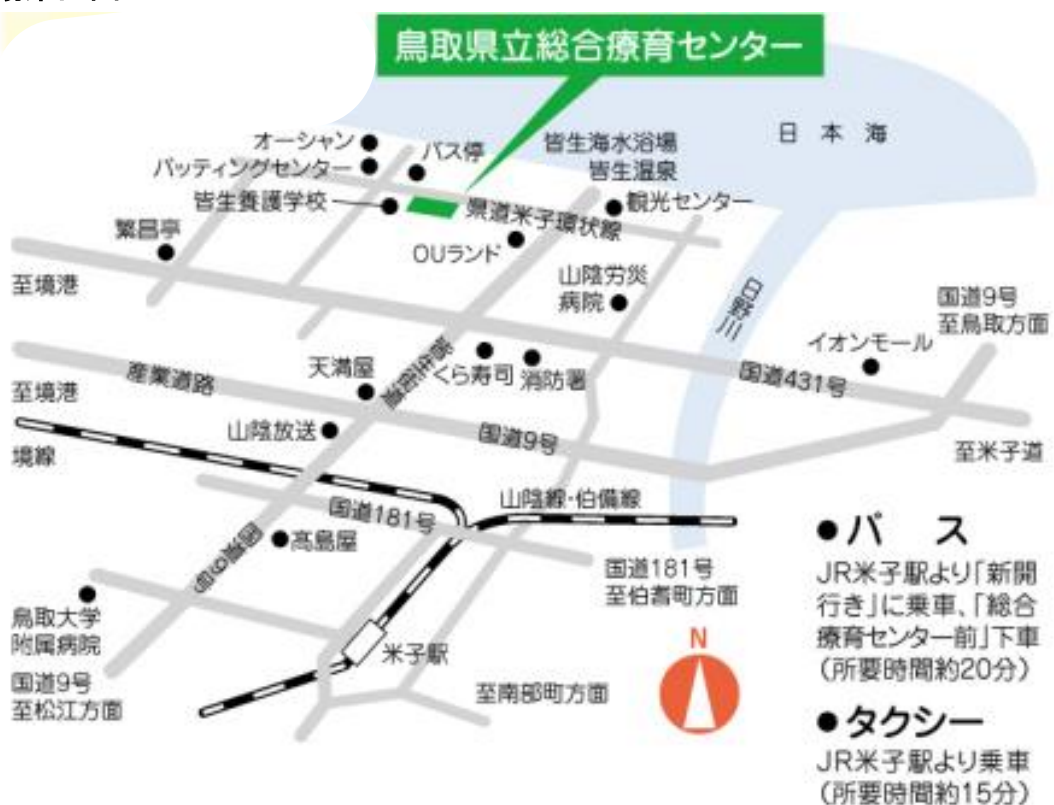 鳥取県立総合療育センター
日本海
オーシャン
バッティングセンター
バス停
皆生海水浴場
皆生温泉
皆生養護学校
県道米子環状線
観光センター
繁昌亭
OUランド
至境港
山陰労災
病院
日野川
国道9号
至鳥取方面
イオンモール
天満屋
皆生街道
くら寿司
消防署
国道431号
産業道路
至境港
山陰放送
国道9号
至米子道
境線
国道181号
山陰線・伯備線
髙島屋
国道9号
国道181号
至伯耆町方面
鳥取大学
附属病院
米子駅
国道9号
至松江方面
至南部町方面
N
●バ ス
JR米子駅より「新開
行き」に乗車、「総合
療育センター前」下車
(所要時間約20分)
●タクシー
JR米子駅より乗車
(所要時間約15分)